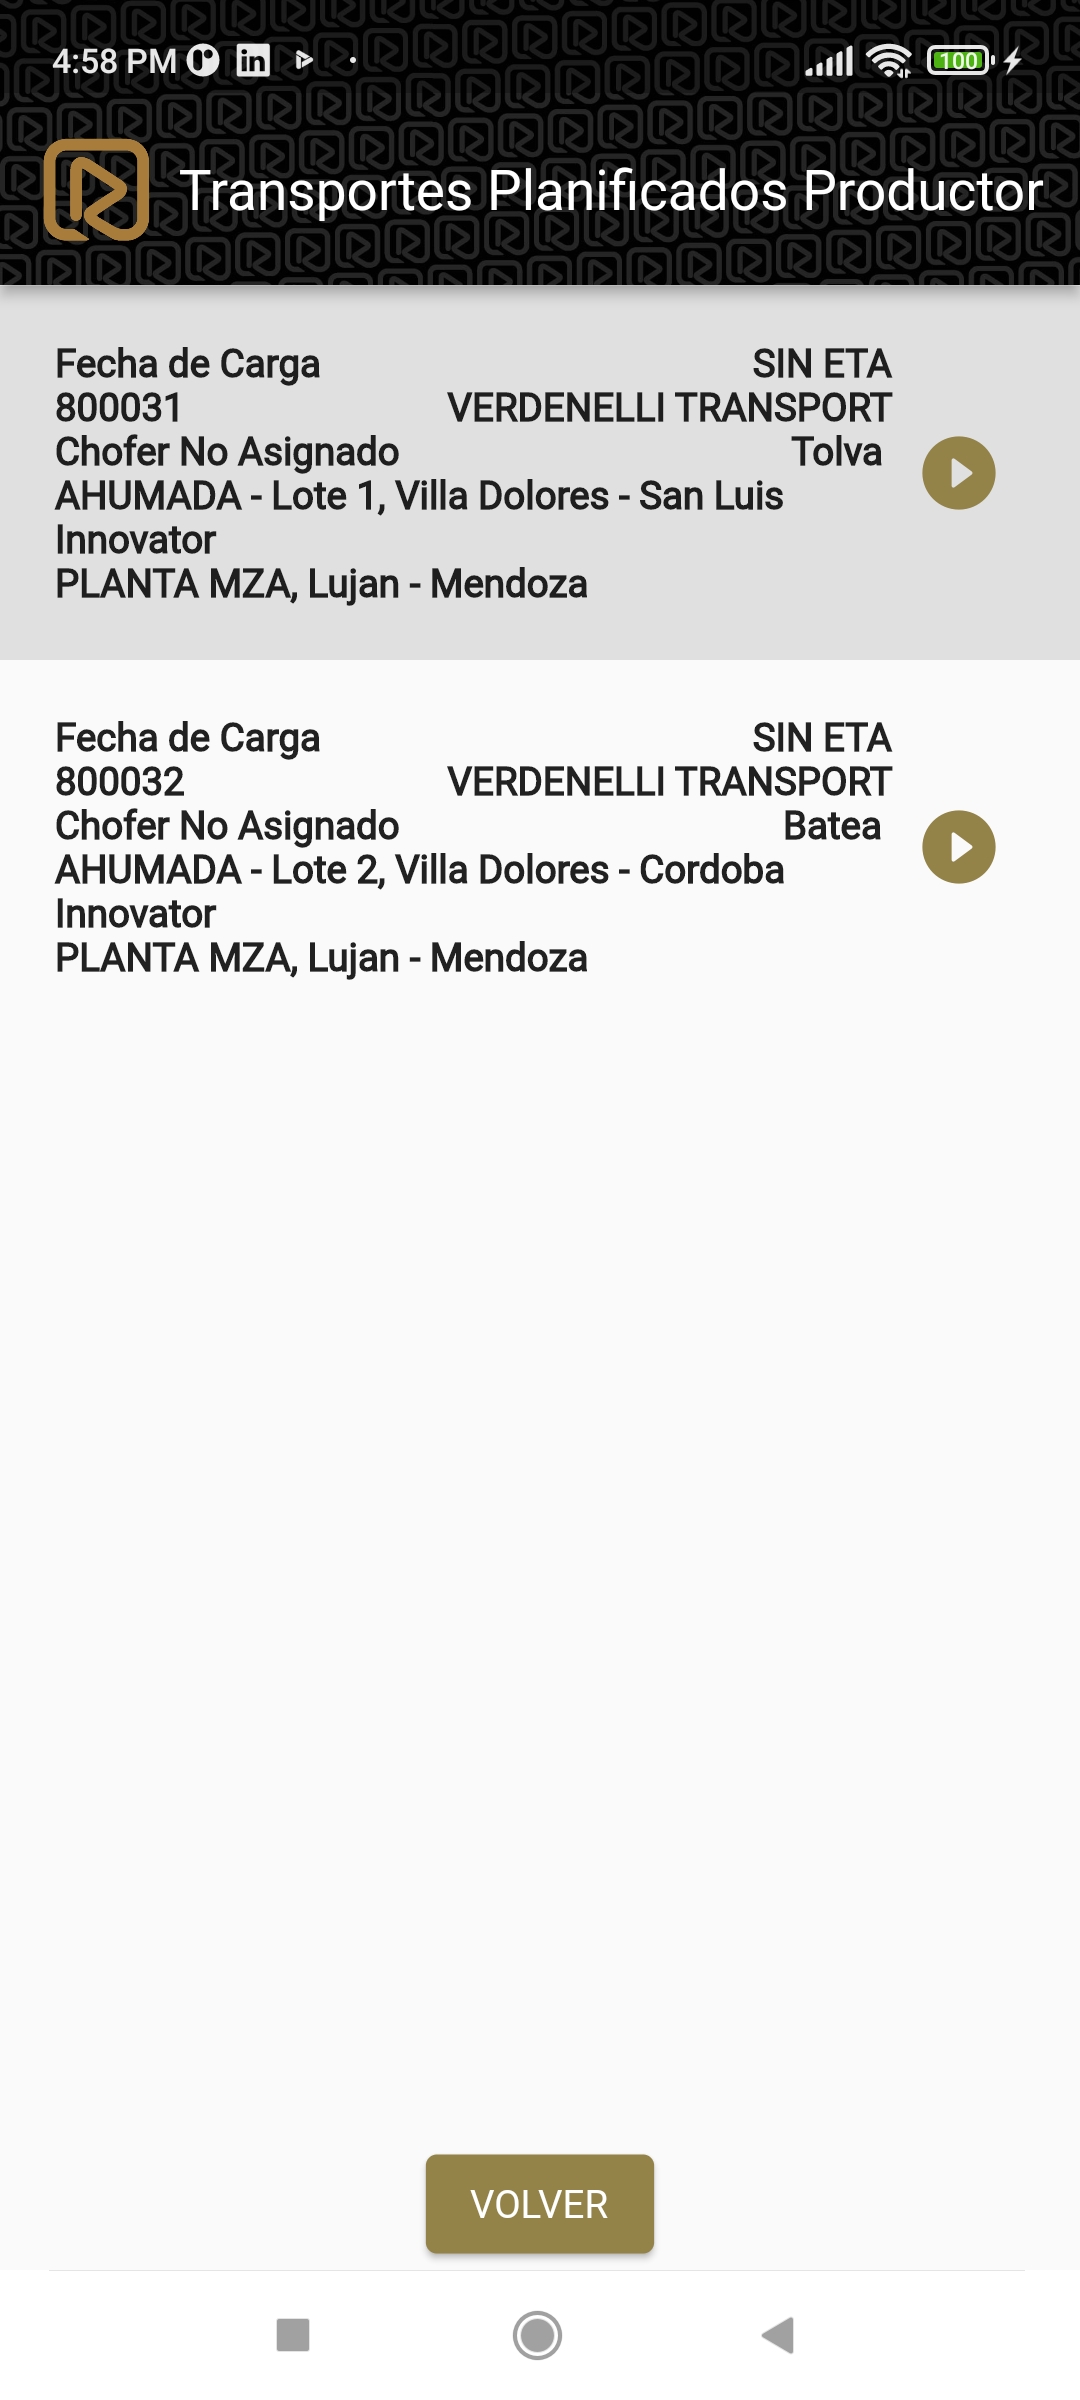 4:58 PM
100
Transportes Planificados Productor
Fecha de Carga SIN ETA
800031 VERDENELLI TRANSPORT
Chofer No Asignado Tolva
AHUMADA - Lote 1, Villa Dolores - San Luis
Innovator
PLANTA MZA, Lujan - Mendoza
Fecha de Carga SIN ETA
800032 VERDENELLI TRANSPORT
Chofer No Asignado Batea
AHUMADA - Lote 2, Villa Dolores - Cordoba
Innovator
PLANTA MZA, Lujan - Mendoza
VOLVER